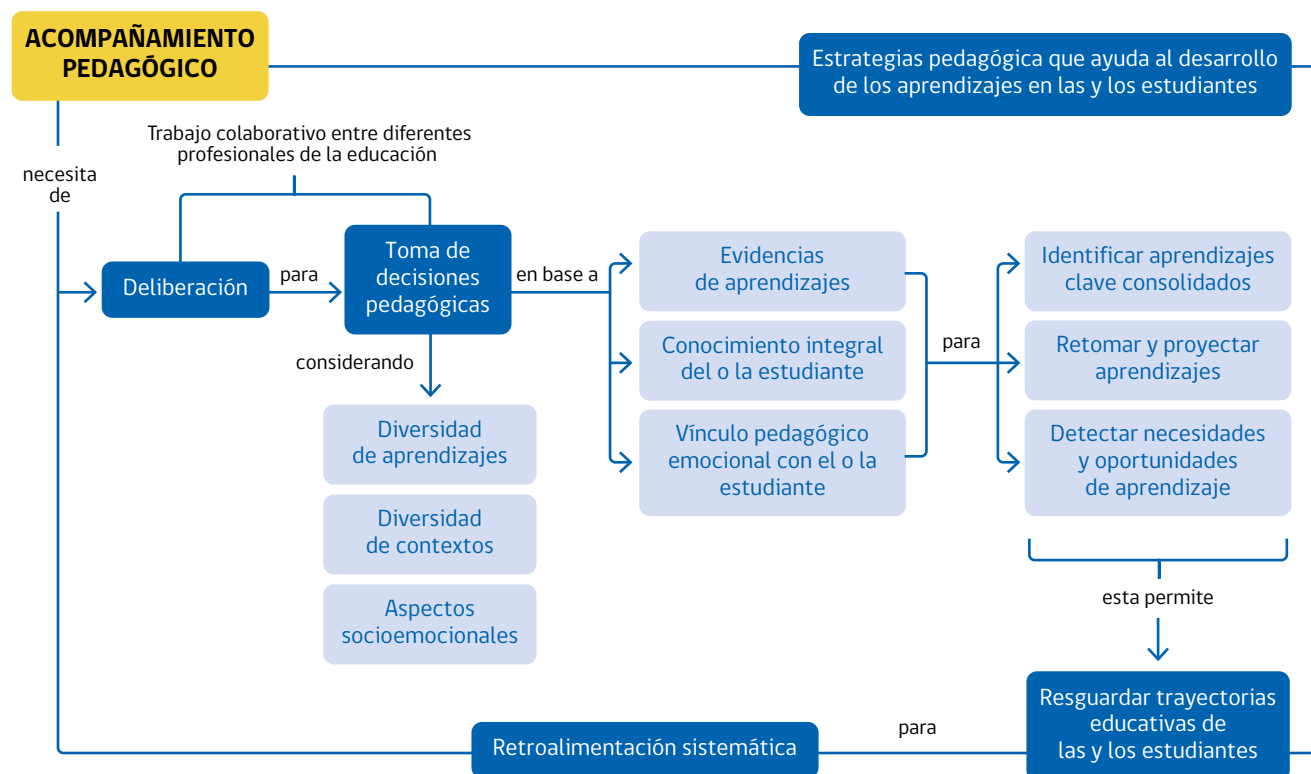 ACOMPAÑAMIENTO
PEDAGÓGICO
Estrategias pedagógica que ayuda al desarrollo
de los aprendizajes en las y los estudiantes
Trabajo colaborativo entre diferentes
profesionales de la educación
necesita
de
Deliberación
para
Toma de
decisiones
pedagógicas
en base a
Evidencias
de aprendizajes
Conocimiento integral
del o la estudiante
Vínculo pedagógico
emocional con el o la
estudiante
para
Identificar aprendizajes
clave consolidados
Retomar y proyectar
aprendizajes
Detectar necesidades
y oportunidades
de aprendizaje
considerando
Diversidad
de aprendizajes
Diversidad
de contextos
Aspectos
socioemocionales
esta permite
Resguardar trayectorias
educativas de
las y los estudiantes
para
Retroalimentación sistemática